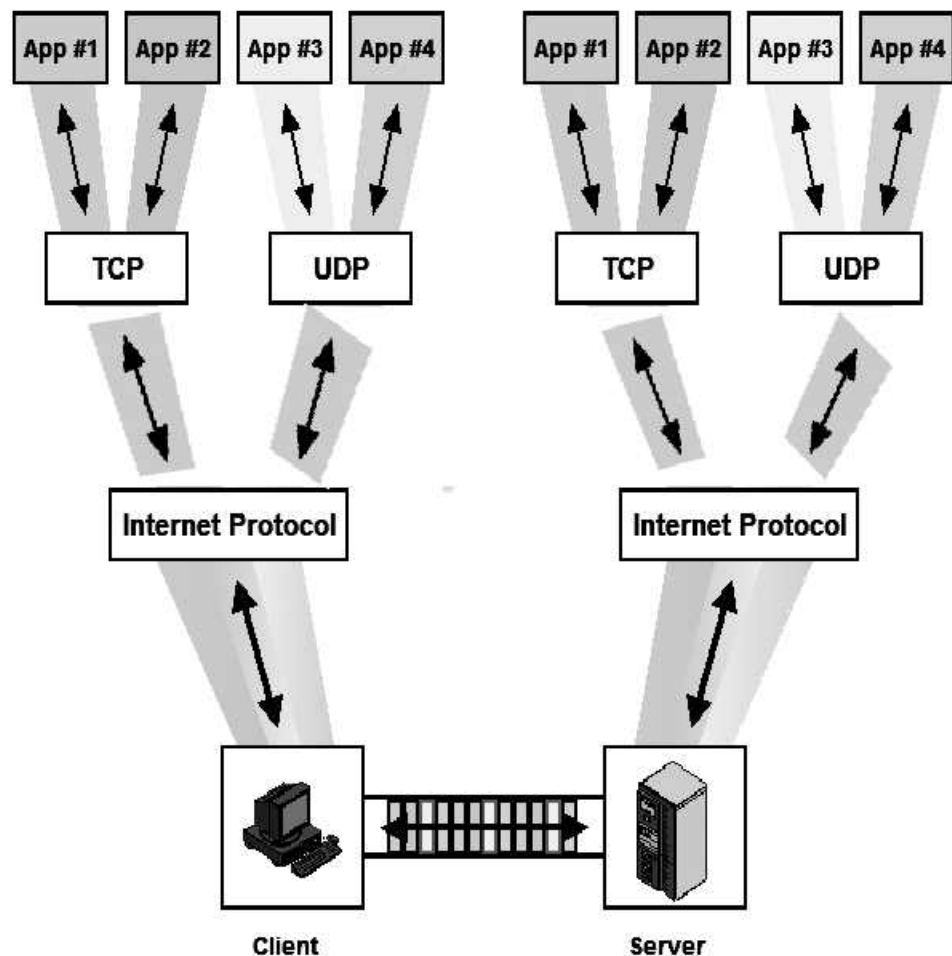 App #1 App #2 App #3 App #4 App #1 App #2 App #3 App #4
TCP UDP TCP UDP
Internet Protocol Internet Protocol
Client Server